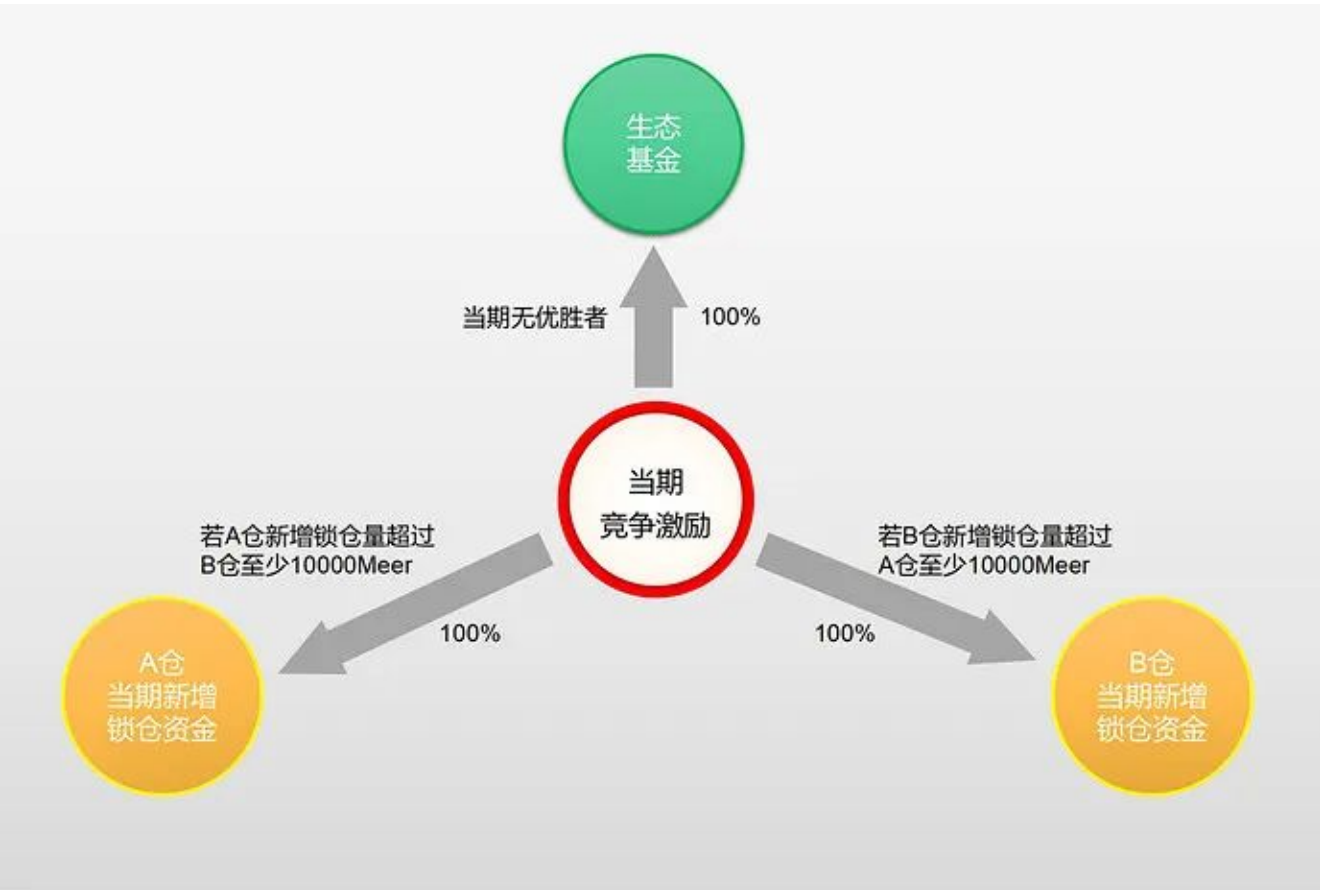 生态
基金
当期无优胜者
100%
当期
竞争激励
若A仓新增锁仓量超过
B仓至少10000Meer
100%
若B仓新增锁仓量超过
A仓至少10000Meer
100%
A仓
当期新增
锁仓资金
B仓
当期新增
锁仓资金